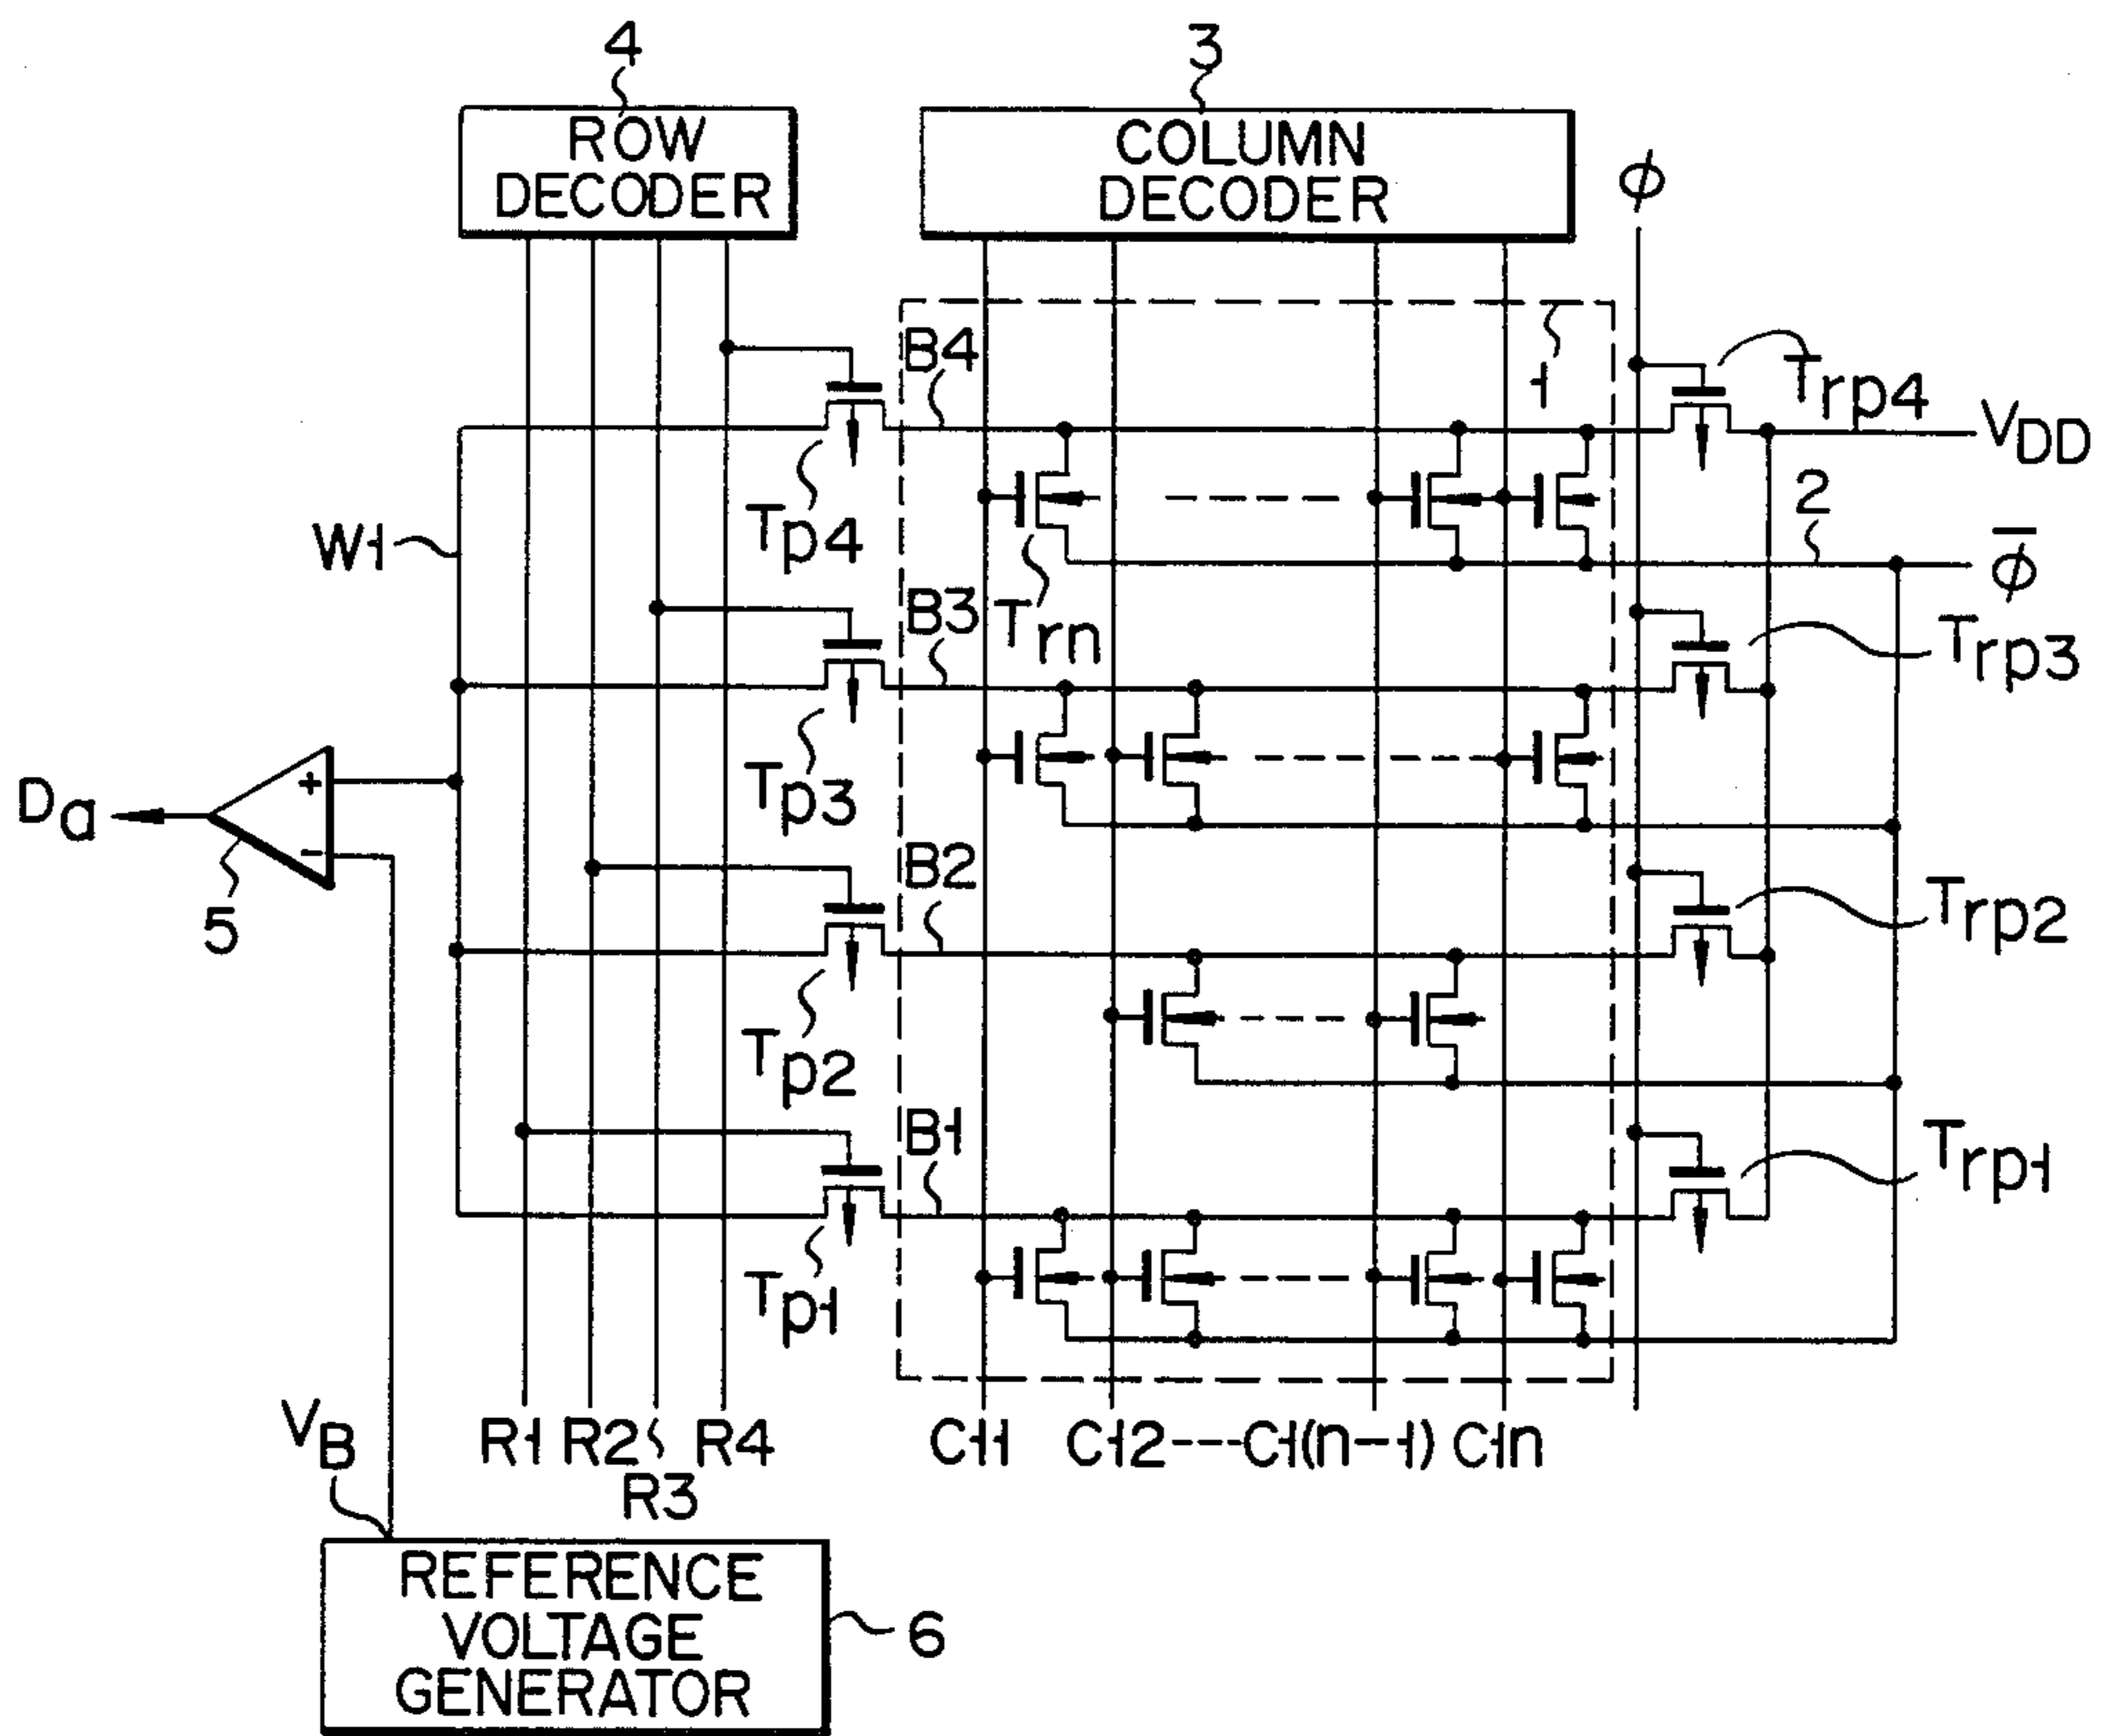 4
3
ROW
DECODER
COLUMN
DECODER
ϕ
B4
1
Trp4
VDD
2
Tp4
W1
ϕ̅
B3
Trn
Trp3
Tp3
Da
+
−
5
B2
Trp2
Tp2
B1
Trp1
Tp1
VB
R1 R2 R4
R3
C11 C12---C1(n-1) C1n
REFERENCE
VOLTAGE
GENERATOR
6